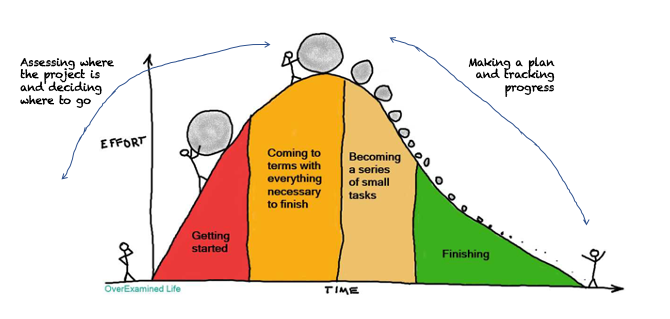 Assessing where
the project is
and deciding
where to go
Making a plan
and tracking
progress
EFFORT
Coming to
terms with
everything
necessary
to finish
Becoming
a series
of small
tasks
Getting
started
Finishing
OverExamined Life
TIME